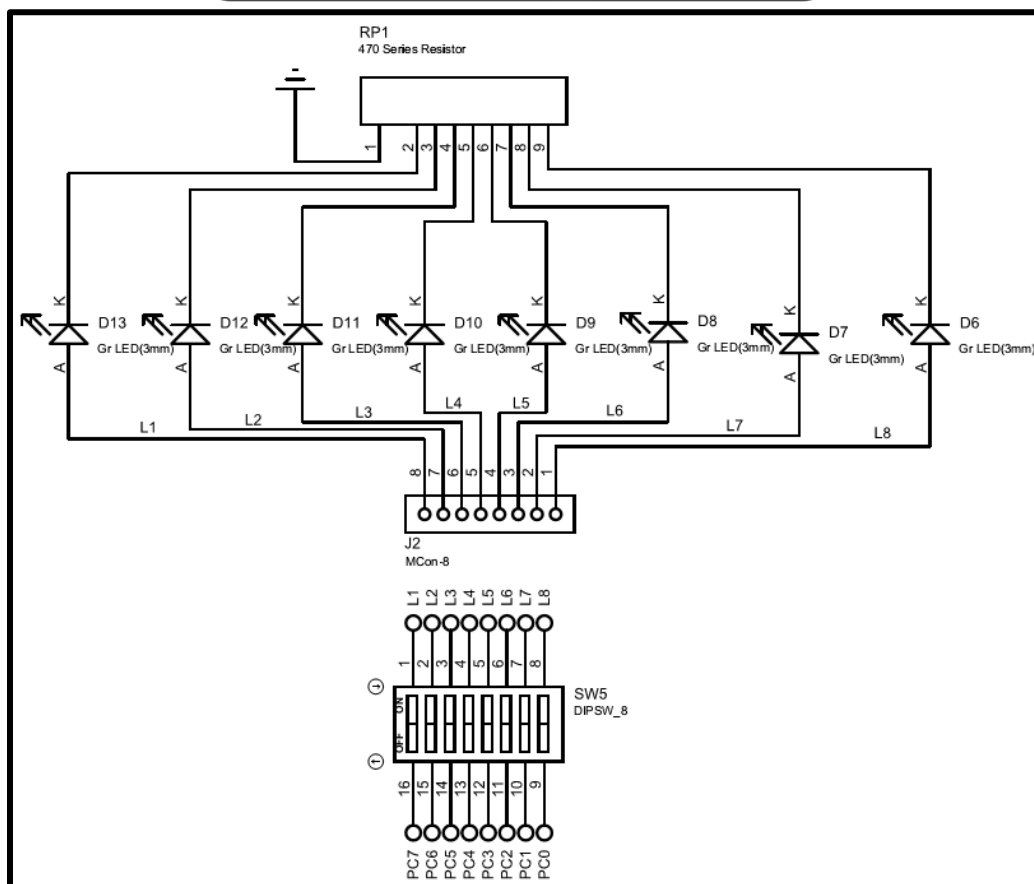 RP1
470 Series Resistor
1 2 3 4 5 6 7 8 9
K K K K K K K K
D13 D12 D11 D10 D9 D8 D7 D6
Gr LED(3mm) Gr LED(3mm) Gr LED(3mm) Gr LED(3mm) Gr LED(3mm) Gr LED(3mm) Gr LED(3mm) Gr LED(3mm)
A A A A A A A A
L1 L2 L3 L4 L5 L6 L7 L8
8 7 6 5 4 3 2 1
J2
MCon-8
L1 L2 L3 L4 L5 L6 L7 L8
1 2 3 4 5 6 7 8
SW5
DIPSW_8
ON
OFF
16 15 14 13 12 11 10 9
PC7 PC6 PC5 PC4 PC3 PC2 PC1 PC0